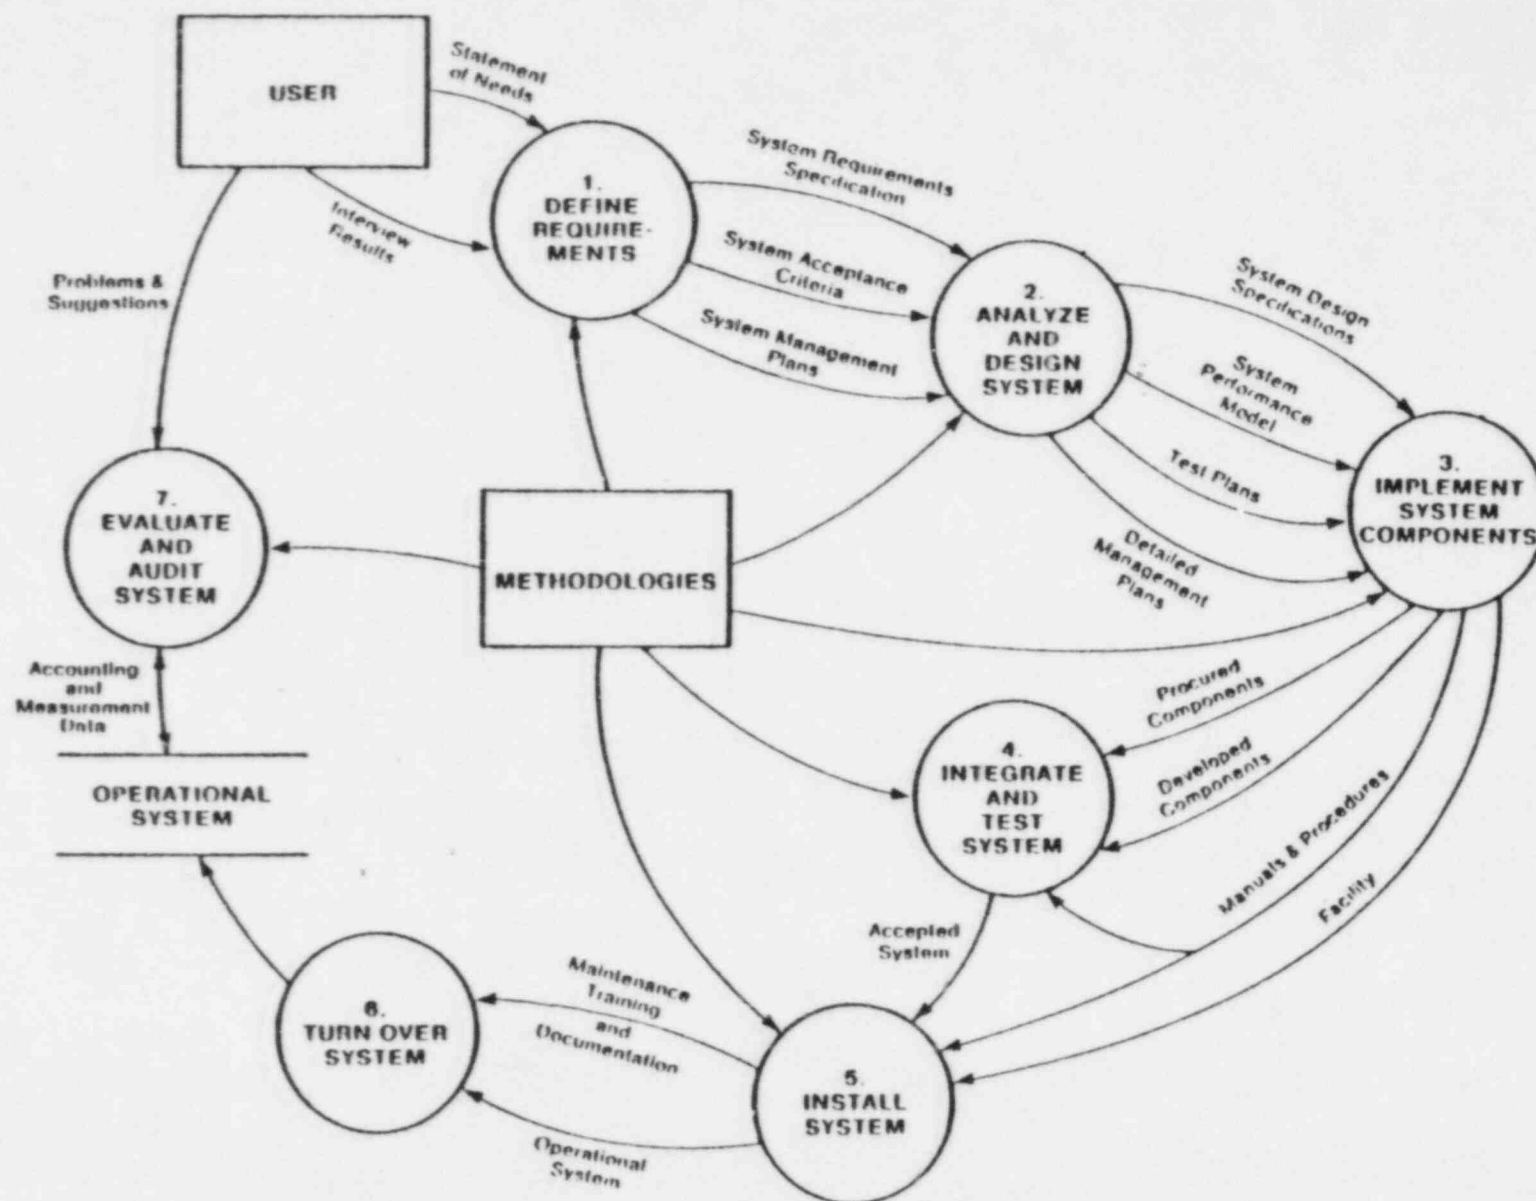 USER
Statement
of Needs
Interview
Results
Problems &
Suggestions
1.
DEFINE
REQUIRE-
MENTS
System Requirements
Specification
System Acceptance
Criteria
System Management
Plans
2.
ANALYZE
AND
DESIGN
SYSTEM
System Design
Specifications
System
Performance
Model
Test Plans
Detailed
Management
Plans
3.
IMPLEMENT
SYSTEM
COMPONENTS
7.
EVALUATE
AND
AUDIT
SYSTEM
METHODOLOGIES
Accounting
and
Measurement
Data
OPERATIONAL
SYSTEM
Procured
Components
Developed
Components
Manuals & Procedures
Facility
4.
INTEGRATE
AND
TEST
SYSTEM
Accepted
System
Maintenance
Training
and
Documentation
6.
TURN OVER
SYSTEM
5.
INSTALL
SYSTEM
Operational
System